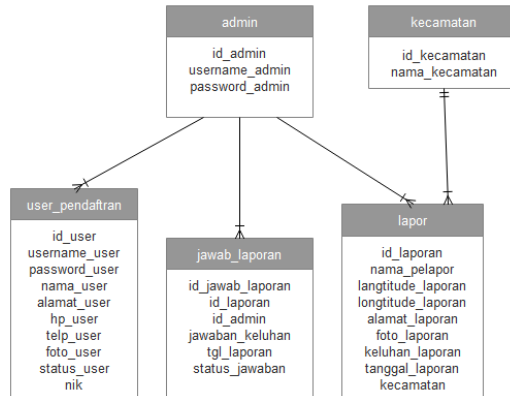 admin
id_admin
username_admin
password_admin
kecamatan
id_kecamatan
nama_kecamatan
user_pendaftran
id_user
username_user
password_user
nama_user
alamat_user
hp_user
telp_user
foto_user
status_user
nik
jawab_laporan
id_jawab_laporan
id_laporan
id_admin
jawaban_keluhan
tgl_laporan
status_jawaban
lapor
id_laporan
nama_pelapor
langtitude_laporan
longtitude_laporan
alamat_laporan
foto_laporan
keluhan_laporan
tanggal_laporan
kecamatan